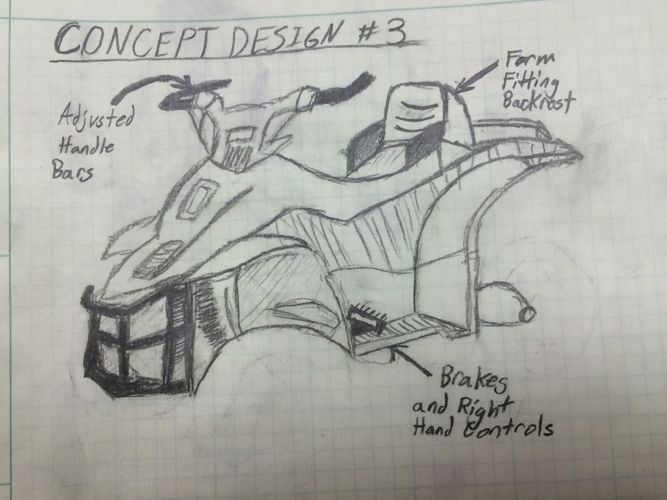 CONCEPT DESIGN #3
Adjusted
Handle
Bars
Form
Fitting
Backrest
Brakes
and Right
Hand Controls